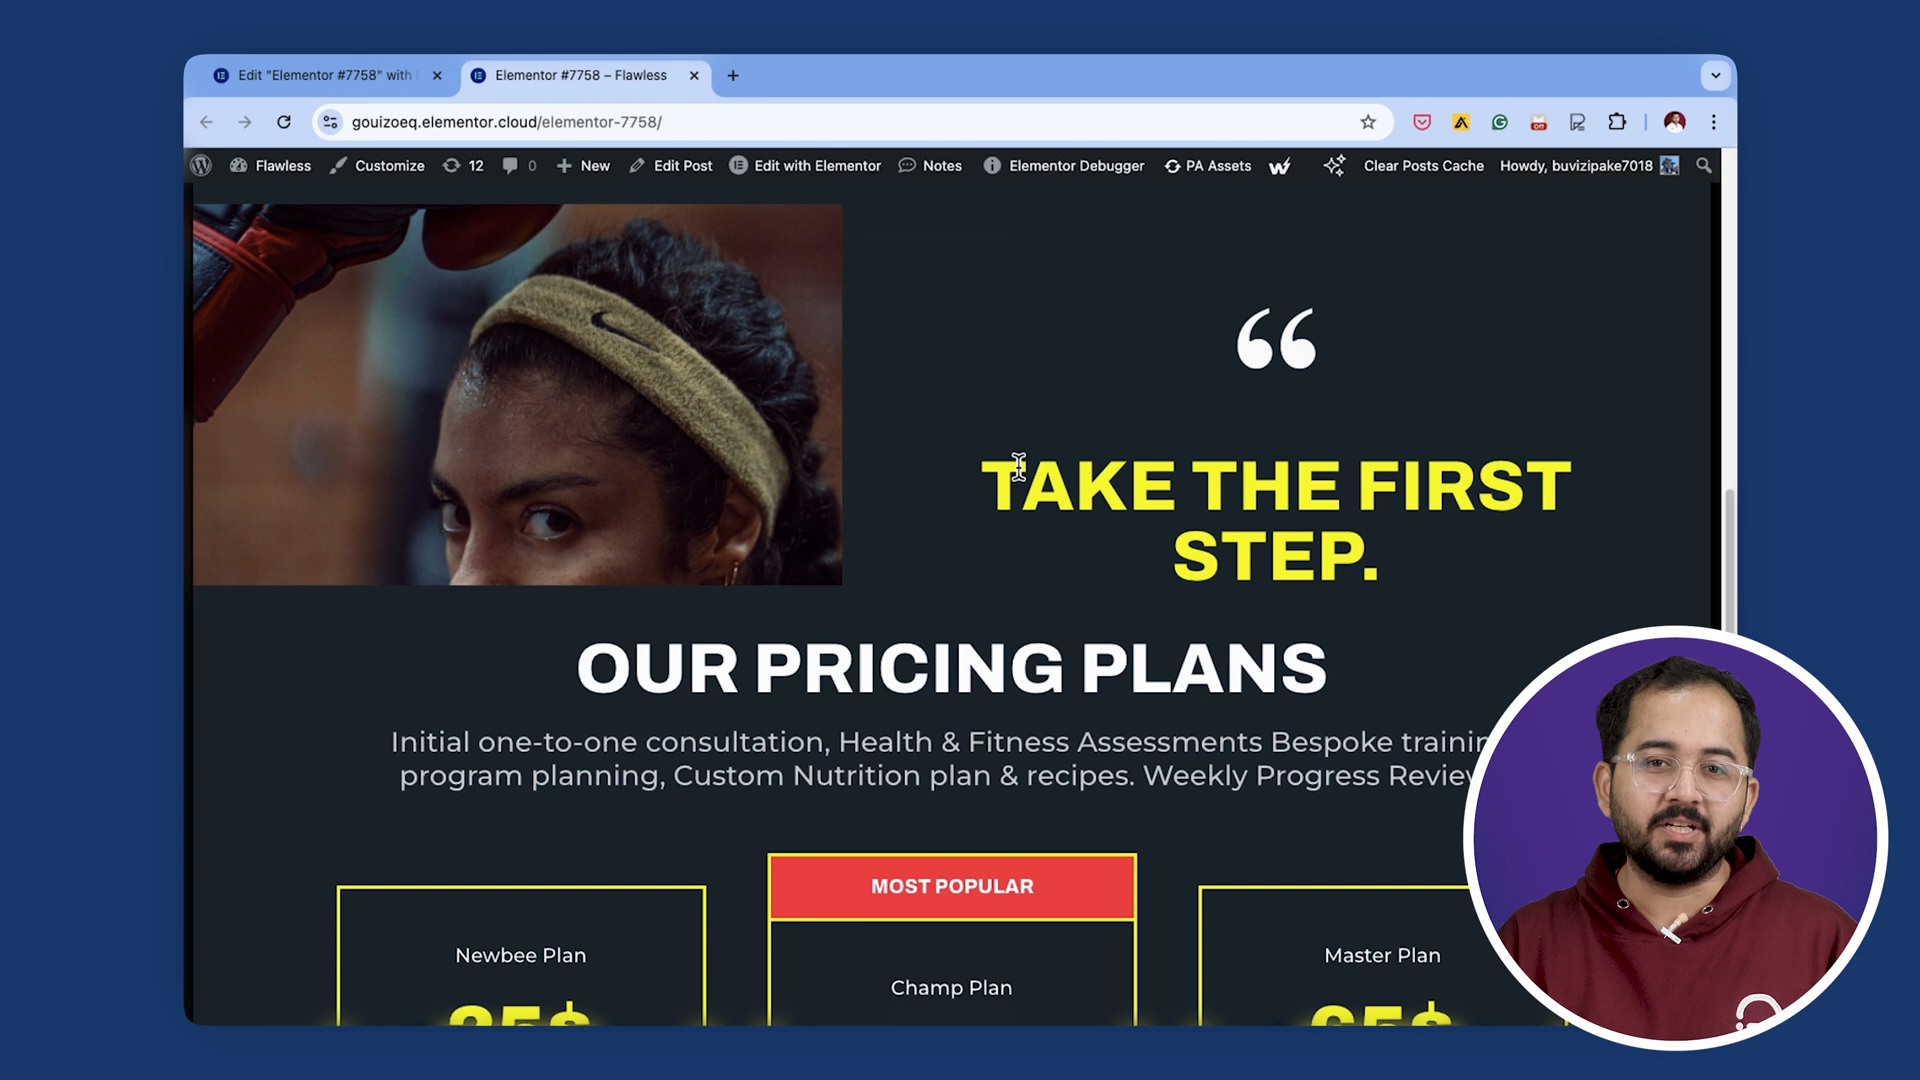 Edit "Elementor #7758" with
Elementor #7758 – Flawless
gouizoeq.elementor.cloud/elementor-7758/
Flawless Customize 12 0 New Edit Post Edit with Elementor Notes Elementor Debugger PA Assets Clear Posts Cache Howdy, buvizipake7018
“
TAKE THE FIRST
STEP.
OUR PRICING PLANS
Initial one-to-one consultation, Health & Fitness Assessments Bespoke
program planning, Custom Nutrition plan & recipes. Weekly Progress
MOST POPULAR
Newbee Plan
Champ Plan
Master Plan